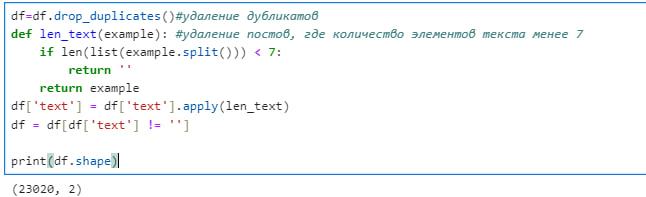 df=df.drop_duplicates()#удаление дубликатов
def len_text(example): #удаление постов, где количество элементов текста менее 7
    if len(list(example.split())) < 7:
        return ''
    return example
df['text'] = df['text'].apply(len_text)
df = df[df['text'] != '']

print(df.shape)
(23020, 2)